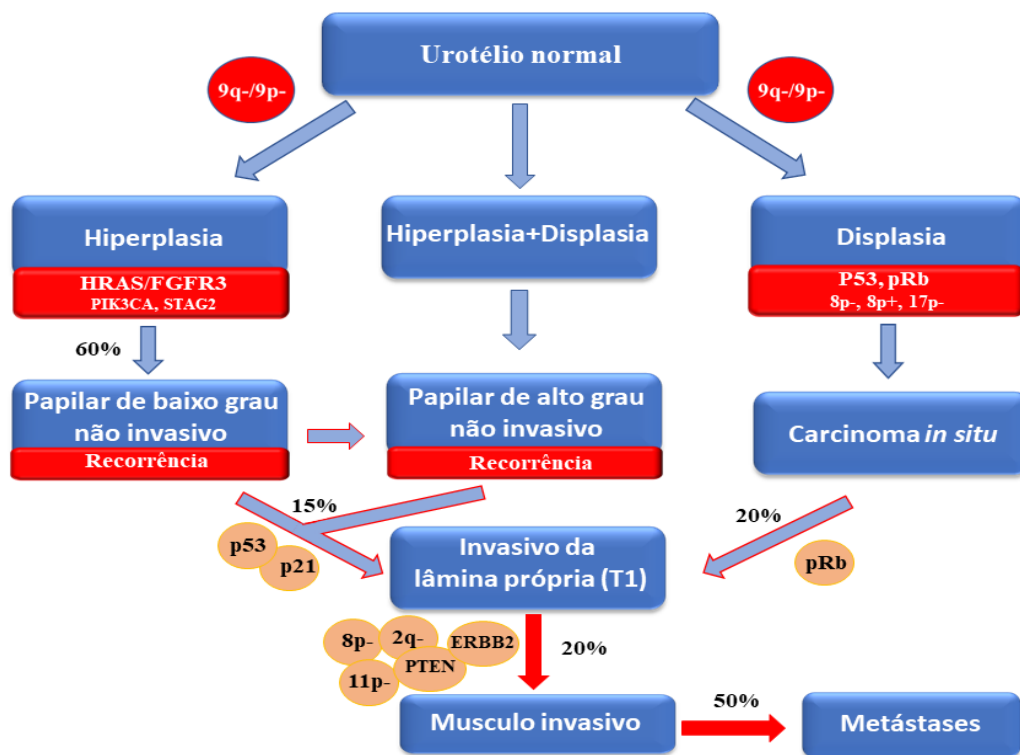 Urotélio normal
9q-/9p-
9q-/9p-
Hiperplasia
HRAS/FGFR3
PIK3CA, STAG2
Hiperplasia+Displasia
Displasia
P53, pRb
8p-, 8p+, 17p-
60%
Papilar de baixo grau
não invasivo
Recorrência
Papilar de alto grau
não invasivo
Recorrência
Carcinoma in situ
15%
20%
p53
p21
Invasivo da
lâmina própria (T1)
pRb
8p-
2q-
ERBB2
PTEN
11p-
20%
Musculo invasivo
50%
Metástases